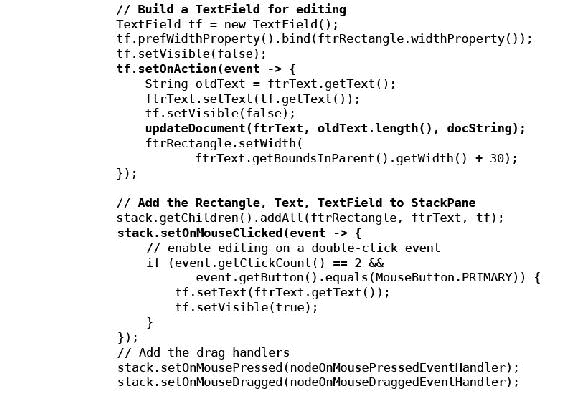 // Build a TextField for editing
TextField tf = new TextField();
tf.prefWidthProperty().bind(ftrRectangle.widthProperty());
tf.setVisible(false);
tf.setOnAction(event -> {
String oldText = ftrText.getText();
ftrText.setText(tf.getText());
tf.setVisible(false);
updateDocument(ftrText, oldText.length(), docString);
ftrRectangle.setWidth(
ftrText.getBoundsInParent().getWidth() + 30);
});
// Add the Rectangle, Text, TextField to StackPane
stack.getChildren().addAll(ftrRectangle, ftrText, tf);
stack.setOnMouseClicked(event -> {
// enable editing on a double-click event
if (event.getClickCount() == 2 &&
event.getButton().equals(MouseButton.PRIMARY)) {
tf.setText(ftrText.getText());
tf.setVisible(true);
}
});
// Add the drag handlers
stack.setOnMousePressed(nodeOnMousePressedEventHandler);
stack.setOnMouseDragged(nodeOnMouseDraggedEventHandler);